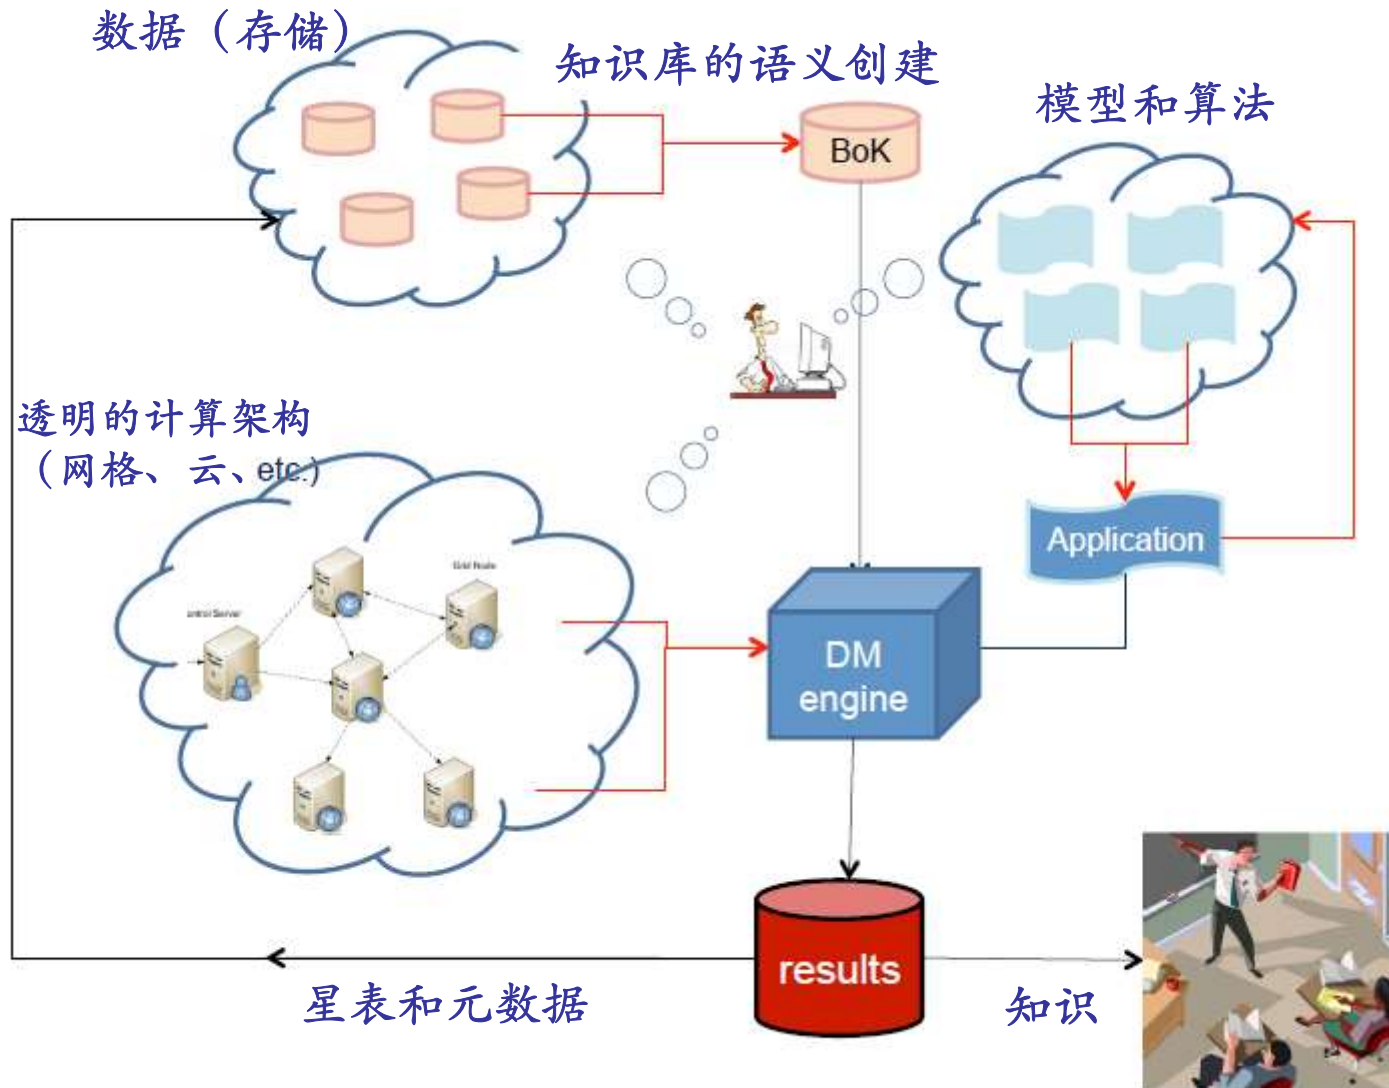 数据（存储）
知识库的语义创建
模型和算法
BoK
透明的计算架构
（网格、云、etc.)
Application
Grid Node
DM
engine
results
星表和元数据
知识